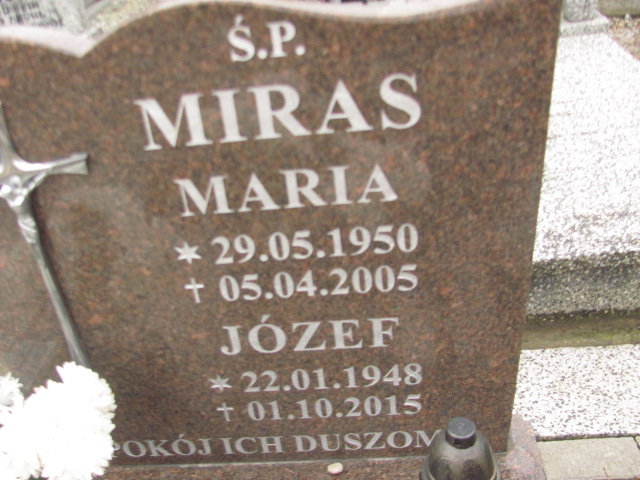 Ś.P.
MIRAS
MARIA
* 29.05.1950
† 05.04.2005
JÓZEF
* 22.01.1948
† 01.10.2015
POKÓJ ICH DUSZOM